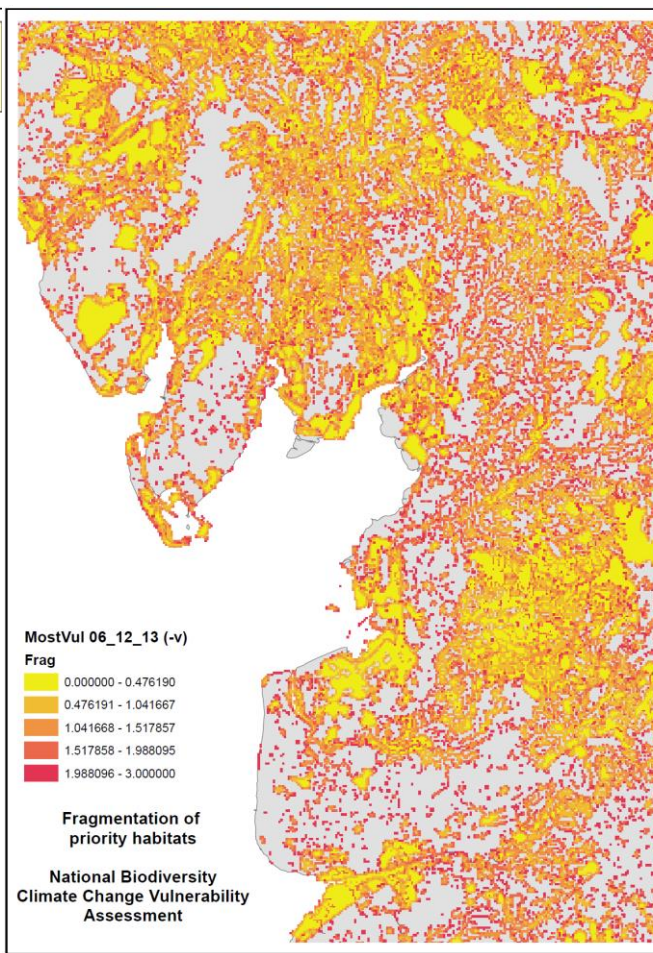 MostVul 06_12_13 (-v)
Frag
0.000000 - 0.476190
0.476191 - 1.041667
1.041668 - 1.517857
1.517858 - 1.988095
1.988096 - 3.000000
Fragmentation of
priority habitats
National Biodiversity
Climate Change Vulnerability
Assessment